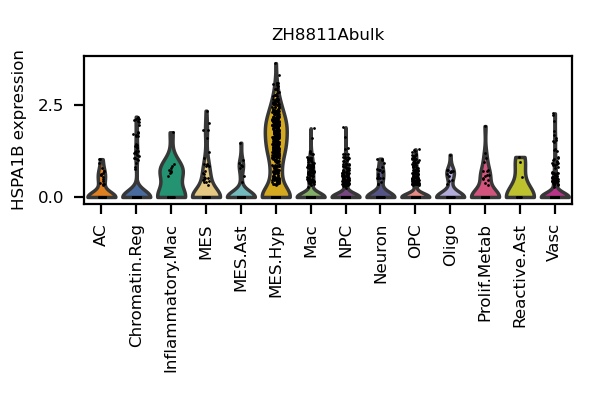 ZH8811Abulk
HSPA1B expression
2.5
0.0
AC
Chromatin.Reg
Inflammatory.Mac
MES
MES.Ast
MES.Hyp
Mac
NPC
Neuron
OPC
Oligo
Prolif.Metab
Reactive.Ast
Vasc